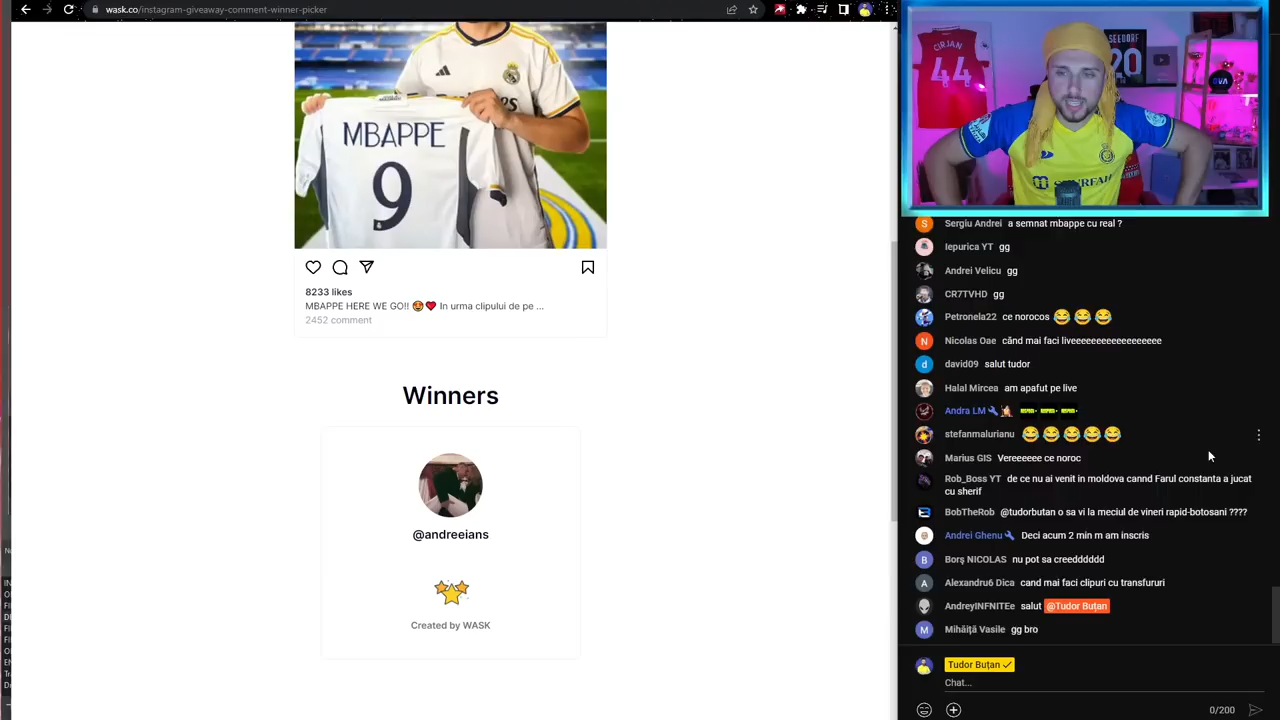 wask.co/instagram-giveaway-comment-winner-picker
MBAPPE
9
8233 likes
MBAPPE HERE WE GO!! 🤩❤️ In urma clipului de pe ...
2452 comment
Winners
@andreeians
Created by WASK
CIRJAN
44
SEEDORF
20
Sergiu Andrei a semnat mbappe cu real ?
Iepurica YT gg
Andrei Velicu gg
CR7TVHD gg
Petronela22 ce norocos 😂😂😂
Nicolas Oae când mai faci liveeeeeeeeeeeeeeeeee
david09 salut tudor
Halal Mircea am apafut pe live
Andra LM
stefanmalurianu 😂😂😂😂😂
Marius GIS Vereeeeee ce noroc
Rob_Boss YT de ce nu ai venit in moldova cannd Farul constanta a jucat
cu sherif
BobTheRob @tudorbutan o sa vi la meciul de vineri rapid-botosani ????
Andrei Ghenu Deci acum 2 min m am inscris
Borș NICOLAS nu pot sa creedddddd
Alexandru6 Dica cand mai faci clipuri cu transfururi
AndreyINFNITEe salut @Tudor Buțan
Mihăiță Vasile gg bro
Tudor Buțan
Chat...
0/200